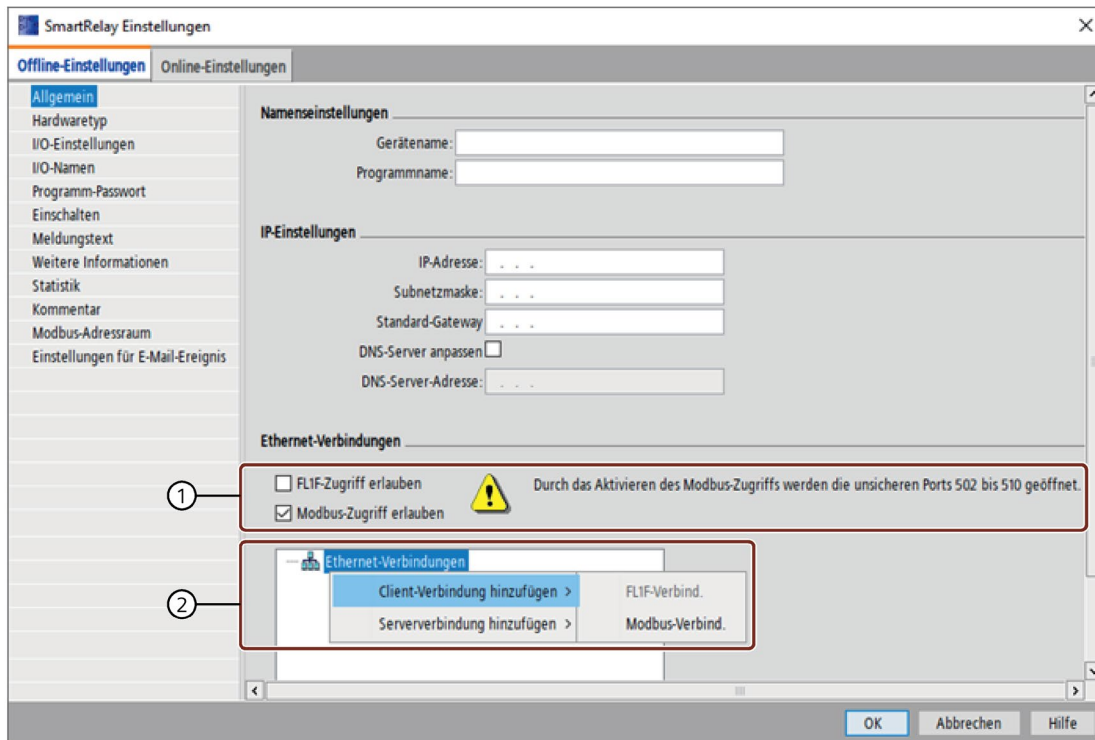 SmartRelay Einstellungen
Offline-Einstellungen Online-Einstellungen
Allgemein
Hardwaretyp
I/O-Einstellungen
I/O-Namen
Programm-Passwort
Einschalten
Meldungstext
Weitere Informationen
Statistik
Kommentar
Modbus-Adressraum
Einstellungen für E-Mail-Ereignis
Namenseinstellungen
Gerätename:
Programmname:
IP-Einstellungen
IP-Adresse: . . .
Subnetzmaske: . . .
Standard-Gateway . . .
DNS-Server anpassen
DNS-Server-Adresse: . . .
Ethernet-Verbindungen
1
FL1F-Zugriff erlauben
Modbus-Zugriff erlauben
Durch das Aktivieren des Modbus-Zugriffs werden die unsicheren Ports 502 bis 510 geöffnet.
2
Ethernet-Verbindungen
Client-Verbindung hinzufügen > FL1F-Verbind.
Serververbindung hinzufügen > Modbus-Verbind.
OK Abbrechen Hilfe